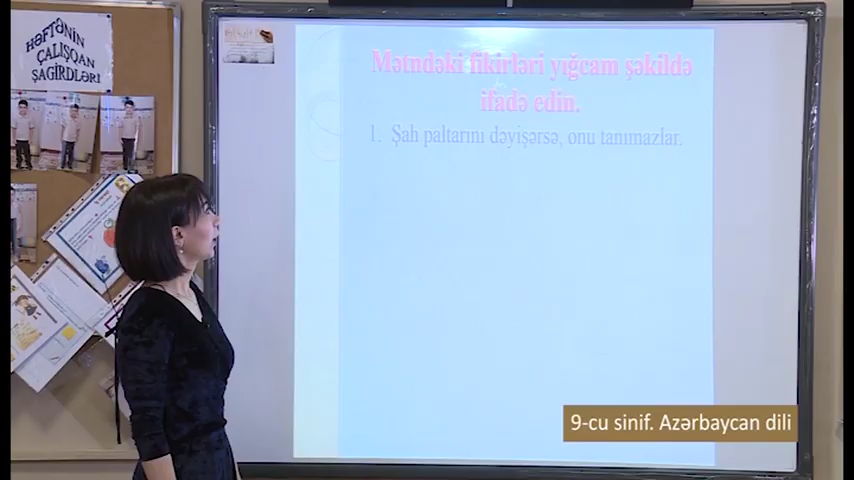 HƏFTƏNİN
ÇALIŞQAN
ŞAGİRDLƏRİ
Mətndəki fikirləri yığcam şəkildə
ifadə edin.
1. Şah paltarını dəyişərsə, onu tanımazlar.
9-cu sinif. Azərbaycan dili